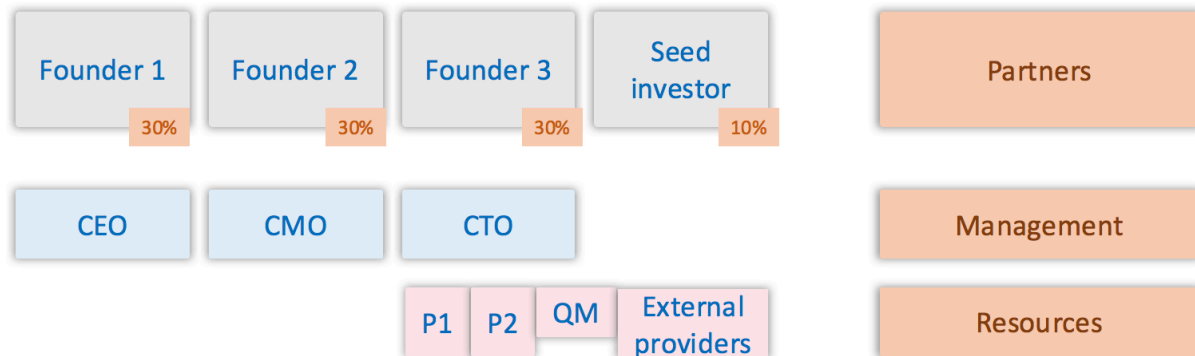 Founder 1
Founder 2
Founder 3
Seed
investor
Partners
30%
30%
30%
10%
CEO
CMO
CTO
Management
P1
P2
QM
External
providers
Resources